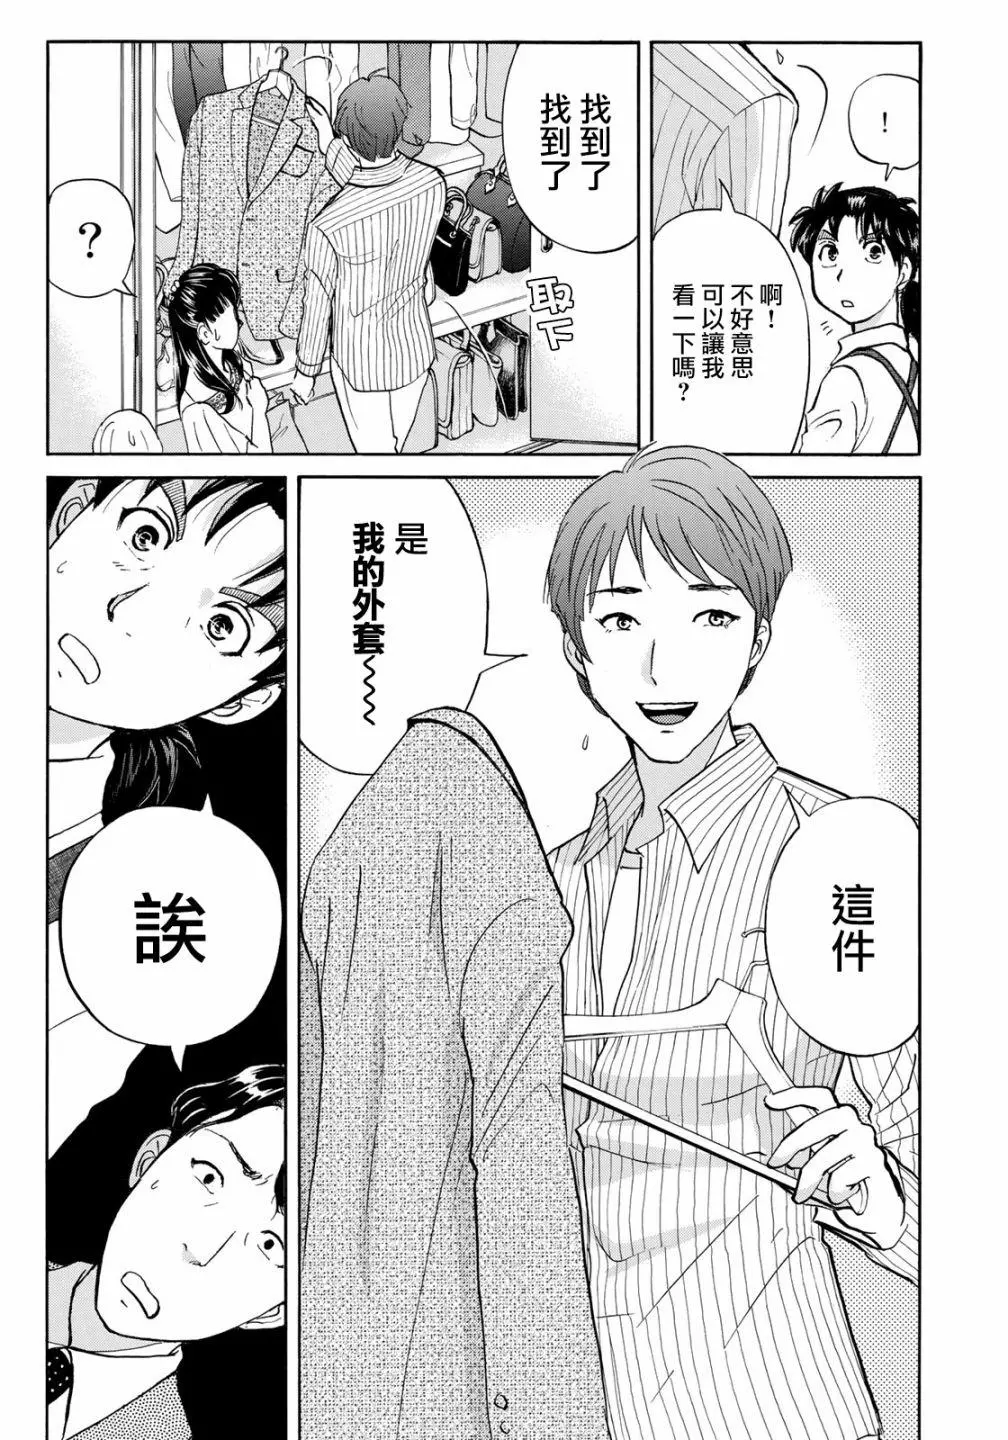 ！
啊！
不好意思
可以讓我
看一下嗎？
找到了
找到了
取下
？
這件
是
我的外套～～
誒